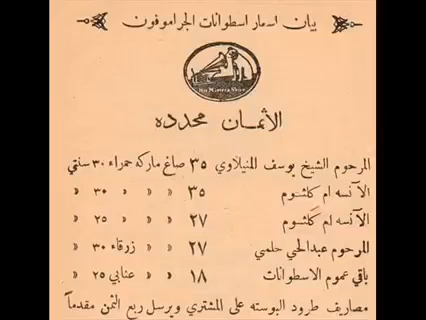 بيان اسعار اسطوانات الجراموفون
His Master's Voice
الأثمان محدده
المرحوم الشيخ يوسف المنيلاوي ٣٥ صاغ ماركه حمراء ٣٠ سنتي
الآنسه ام كلثوم ٣٥ » » » ٣٠ »
الآنسه ام كلثوم ٢٧ » » » ٢٥ »
المرحوم عبدالحي حلمي ٢٧ » » زرقاء ٣٠ »
باقي عموم الاسطوانات ١٨ » » عنابي ٢٥ »
مصاريف طرود البوسته على المشتري ويرسل ربع الثمن مقدماً